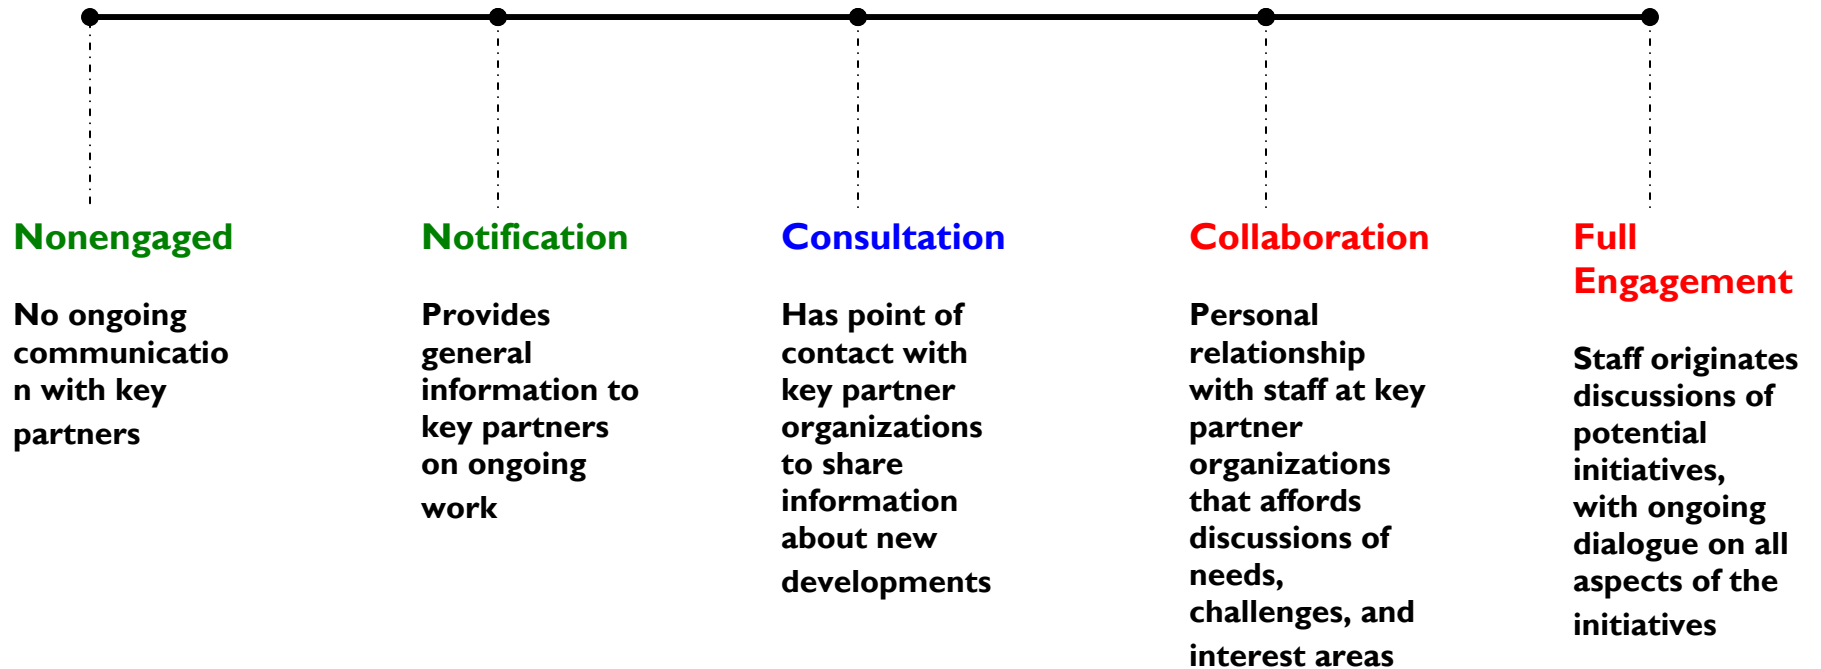 Nonengaged
No ongoing
communicatio
n with key
partners
Notification
Provides
general
information to
key partners
on ongoing
work
Consultation
Has point of
contact with
key partner
organizations
to share
information
about new
developments
Collaboration
Personal
relationship
with staff at key
partner
organizations
that affords
discussions of
needs,
challenges, and
interest areas
Full
Engagement
Staff originates
discussions of
potential
initiatives,
with ongoing
dialogue on all
aspects of the
initiatives